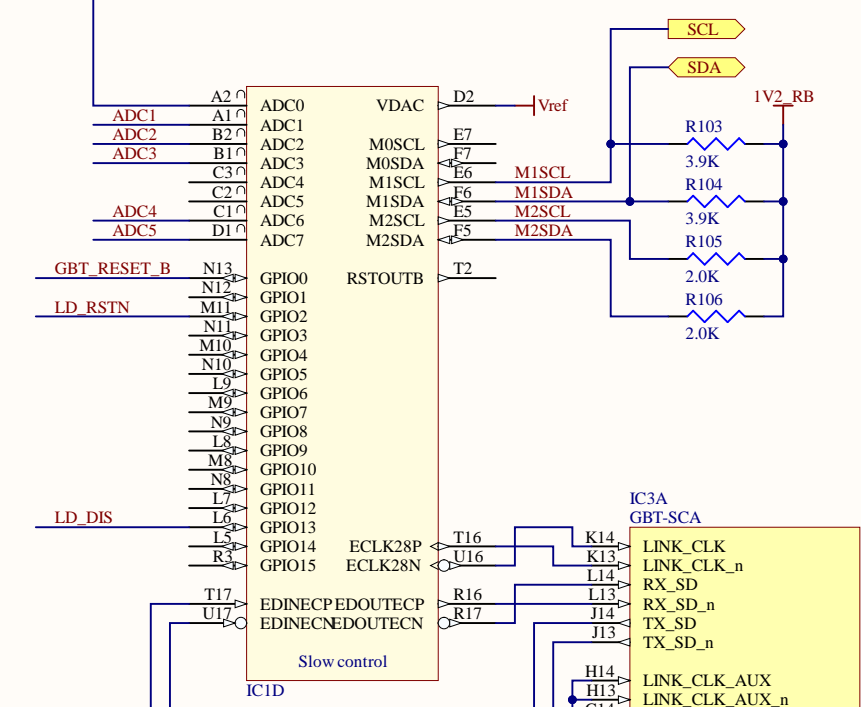 SCL
SDA
1V2_RB
A2 ADC0 VDAC D2 Vref
ADC1 A1 ADC1
ADC2 B2 ADC2 M0SCL E7
ADC3 B1 ADC3 M0SDA F7
C3 ADC4 M1SCL E6 M1SCL
C2 ADC5 M1SDA F6 M1SDA
ADC4 C1 ADC6 M2SCL E5 M2SCL
ADC5 D1 ADC7 M2SDA F5 M2SDA
R103
3.9K
R104
3.9K
R105
2.0K
R106
2.0K
GBT_RESET_B N13 GPIO0 RSTOUTB T2
N12 GPIO1
LD_RSTN M11 GPIO2
N11 GPIO3
M10 GPIO4
N10 GPIO5
L9 GPIO6
M9 GPIO7
N9 GPIO8
L8 GPIO9
M8 GPIO10
N8 GPIO11
L7 GPIO12
LD_DIS L6 GPIO13
L5 GPIO14 ECLK28P T16
R3 GPIO15 ECLK28N U16
T17 EDINECP EDOUTECP R16
U17 EDINECN EDOUTECN R17
Slow control
IC1D
IC3A
GBT-SCA
K14 LINK_CLK
K13 LINK_CLK_n
L14 RX_SD
L13 RX_SD_n
J14 TX_SD
J13 TX_SD_n
H14 LINK_CLK_AUX
H13 LINK_CLK_AUX_n